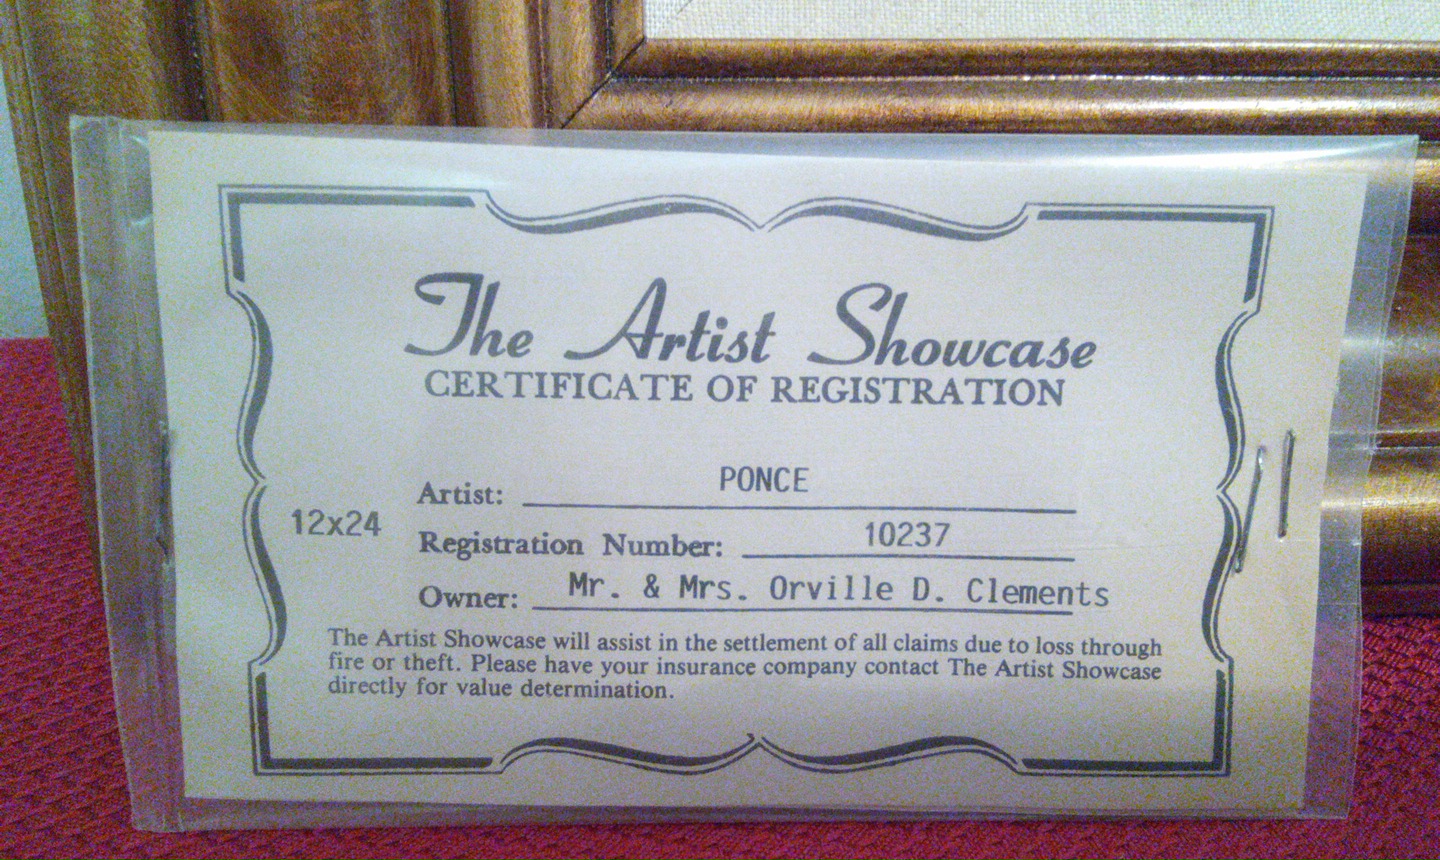 The Artist Showcase
CERTIFICATE OF REGISTRATION
Artist: PONCE
12x24
Registration Number: 10237
Owner: Mr. & Mrs. Orville D. Clements
The Artist Showcase will assist in the settlement of all claims due to loss through
fire or theft. Please have your insurance company contact The Artist Showcase
directly for value determination.